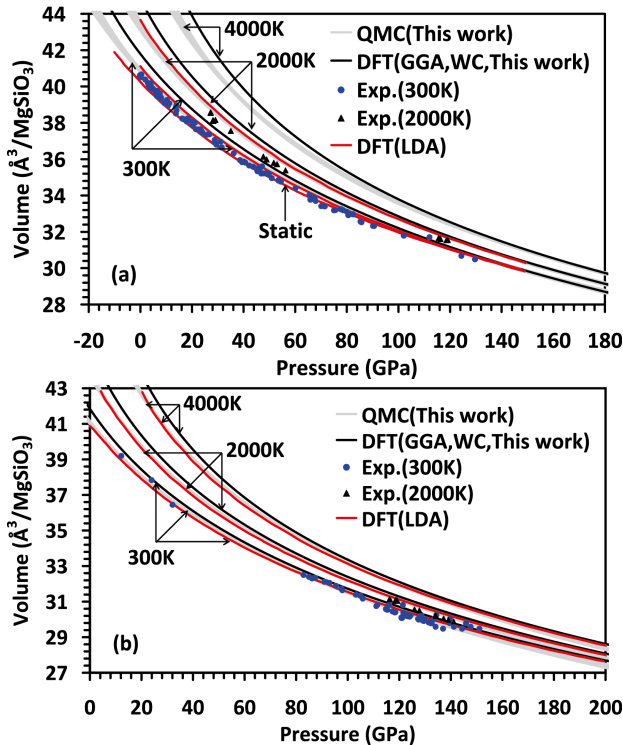 44
42
40
38
36
34
32
30
28
-20 0 20 40 60 80 100 120 140 160 180
Volume (Å³/MgSiO₃)
Pressure (GPa)
4000K
2000K
300K
Static
(a)
QMC(This work)
DFT(GGA,WC,This work)
Exp.(300K)
Exp.(2000K)
DFT(LDA)
43
41
39
37
35
33
31
29
27
0 20 40 60 80 100 120 140 160 180 200
Volume (Å³/MgSiO₃)
Pressure (GPa)
4000K
2000K
300K
(b)
QMC(This work)
DFT(GGA,WC,This work)
Exp.(300K)
Exp.(2000K)
DFT(LDA)